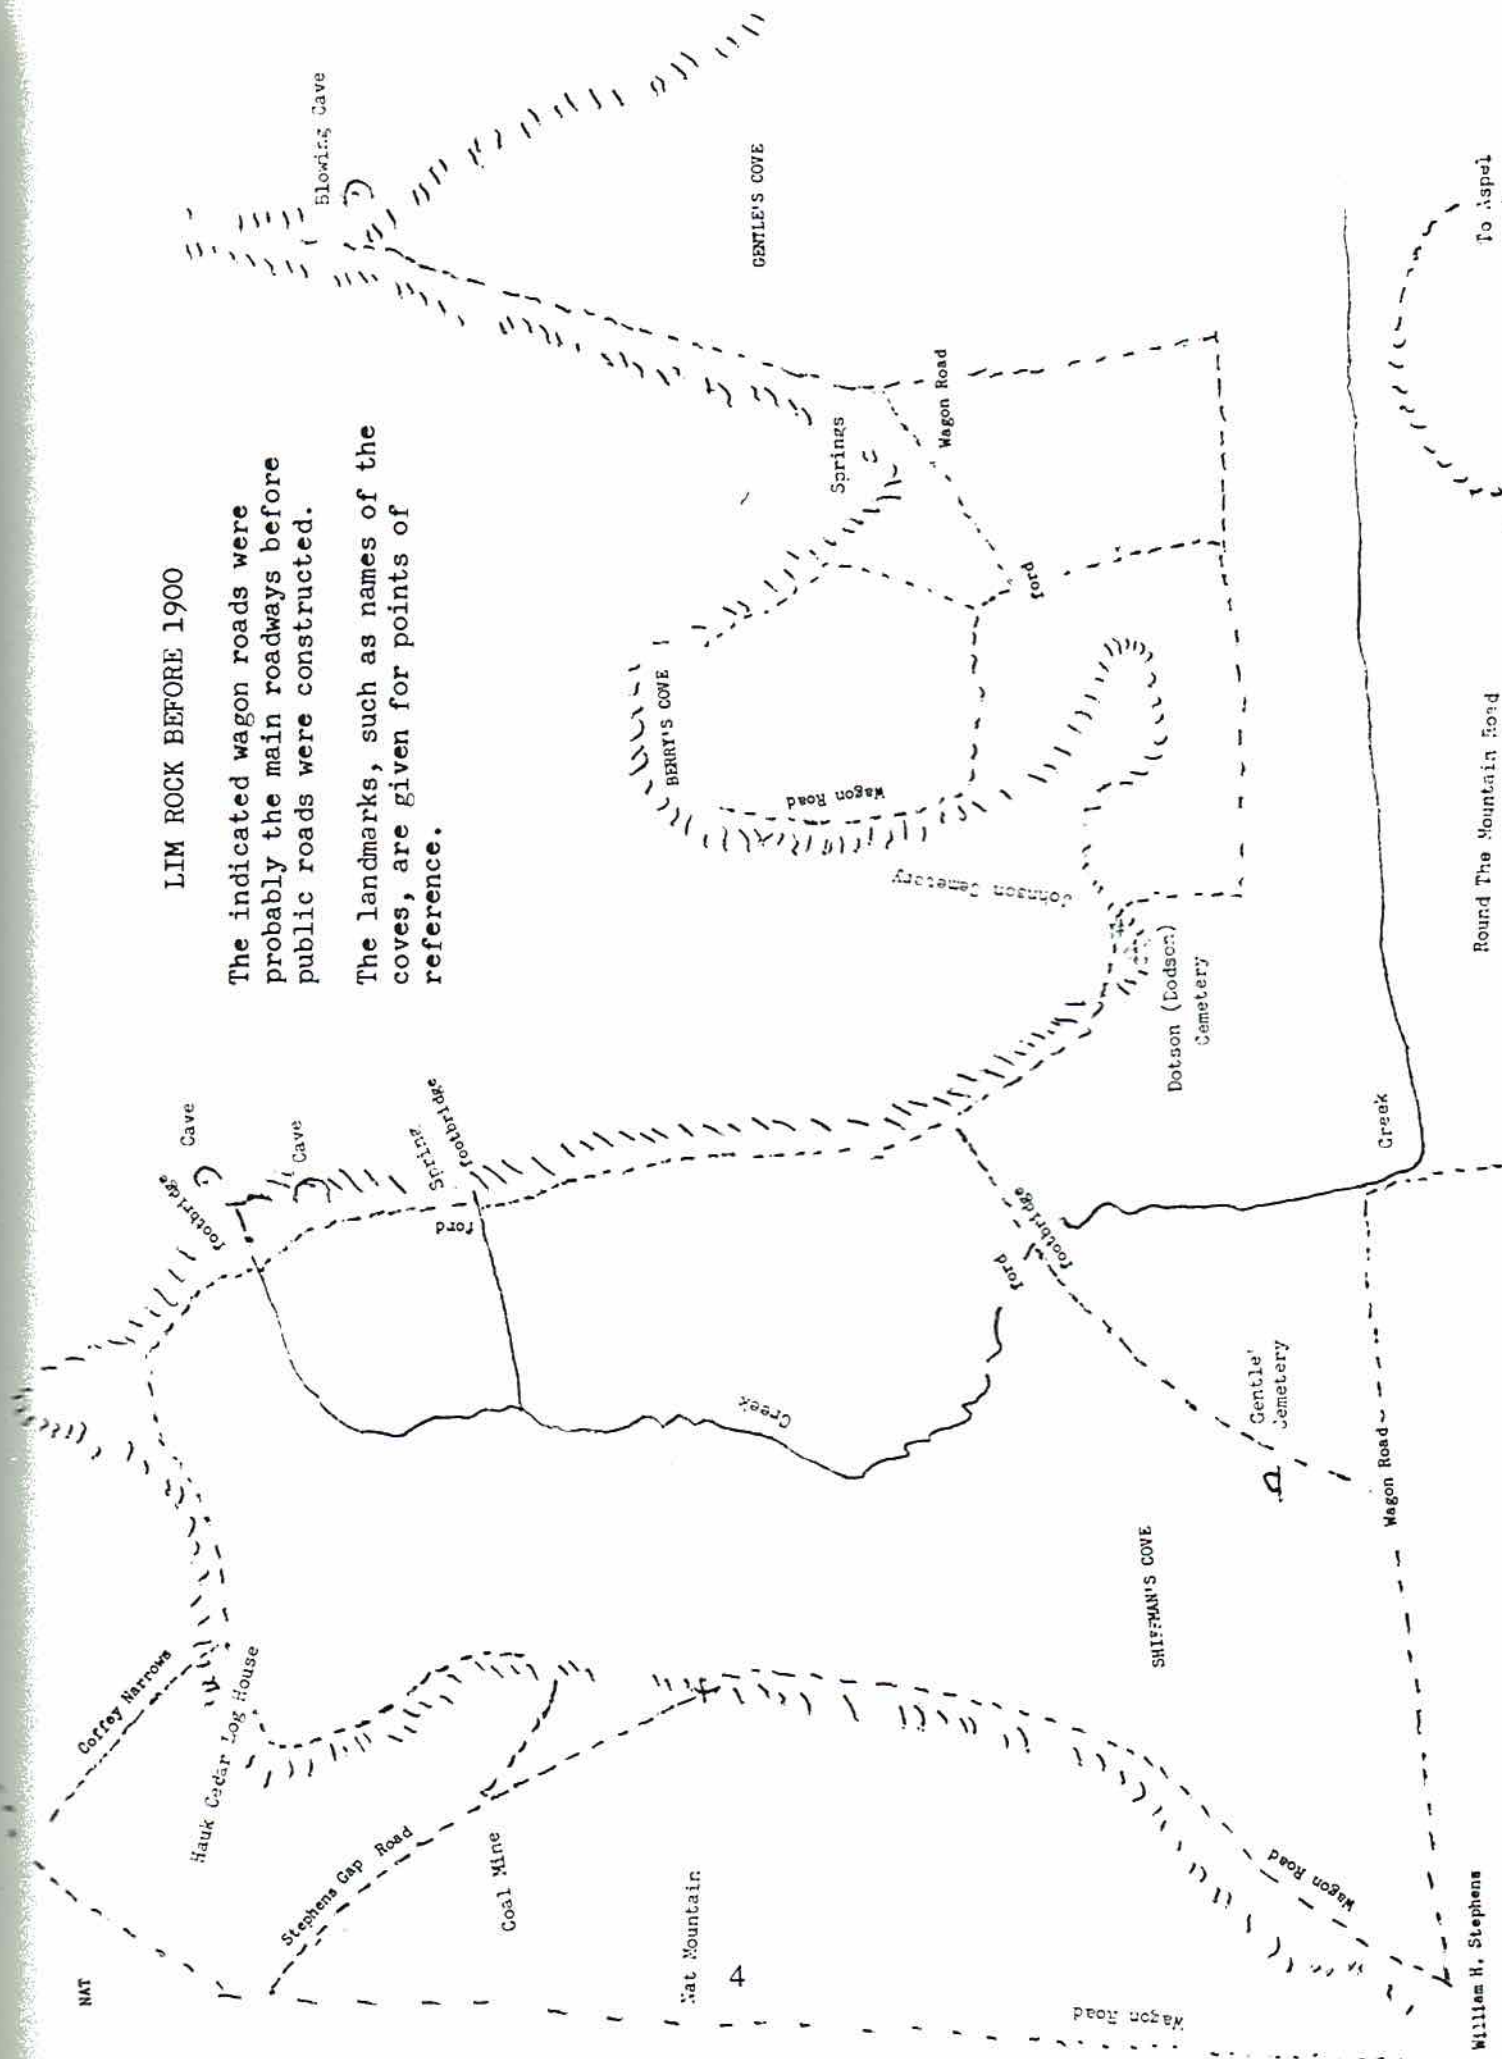 LIM ROCK BEFORE 1900
The indicated wagon roads were
probably the main roadways before
public roads were constructed.
The landmarks, such as names of the
coves, are given for points of
reference.
NAT
Coffey Narrows
Hauk Cedar Log House
Stephens Gap Road
Coal Mine
Nat Mountain
4
Wagon Road
William H. Stephens
Wagon Road
Wagon Road
SHIFFMAN'S COVE
Gentle'
Cemetery
Creek
footbridge
Cave
Cave
Spring
footbridge
ford
ford
footbridge
Creek
Dotson (Dodson)
Cemetery
Johnson Cemetery
Wagon Road
BERRY'S COVE
Springs
Wagon Road
ford
Blowing Cave
GENTLE'S COVE
Round The Mountain Road
To Aspel